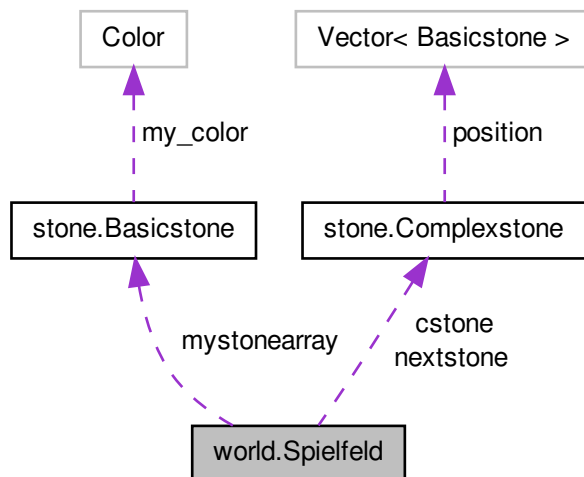 Color
Vector< Basicstone >
my_color
position
stone.Basicstone
stone.Complexstone
mystonearray
cstone
nextstone
world.Spielfeld